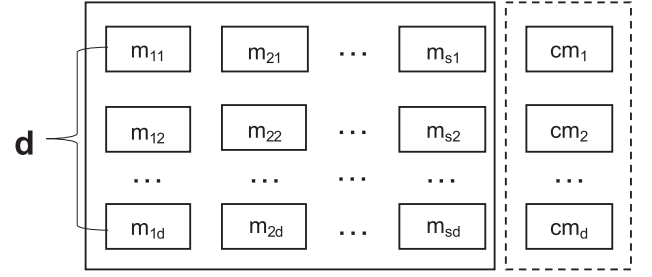 m₁₁ m₂₁ ... mₛ₁ cm₁
d
m₁₂ m₂₂ ... mₛ₂ cm₂
... ... ... ... ...
m₁d m₂d ... msd cmd